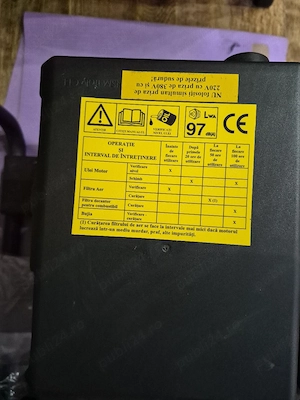 NU folosiți simultan priza de
220V cu priza de 380V și cu
prizele de sudură!
LWA
97 dB(A)
CE
OPERAȚIE
ȘI
INTERVAL DE ÎNTREȚINERE
Înainte de fiecare utilizare
După primele 20 ore de utilizare
La fiecare 50 ore de utilizare
La fiecare 100 ore de utilizare
Ulei Motor
Verificare nivel
X
Schimb
X
X
Filtru Aer
Verificare
X
Curățare
X (1)
Filtru decantor pentru combustibil
Curățare
X
Bujia
Verificare - curățare
X
(1) Curățarea filtrului de aer se face la intervale mai mici dacă motorul
lucrează într-un mediu murdar, praf, alte impurități.